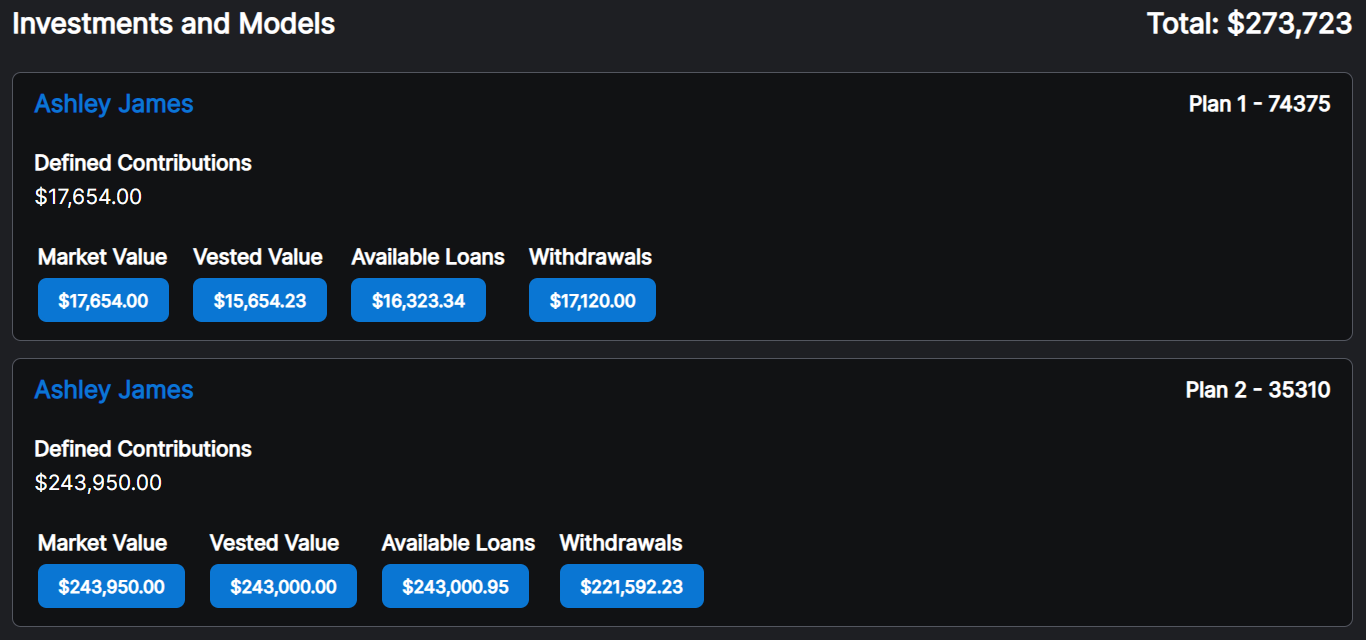 Investments and Models Total: $273,723
Ashley James Plan 1 - 74375
Defined Contributions
$17,654.00
Market Value Vested Value Available Loans Withdrawals
$17,654.00 $15,654.23 $16,323.34 $17,120.00
Ashley James Plan 2 - 35310
Defined Contributions
$243,950.00
Market Value Vested Value Available Loans Withdrawals
$243,950.00 $243,000.00 $243,000.95 $221,592.23